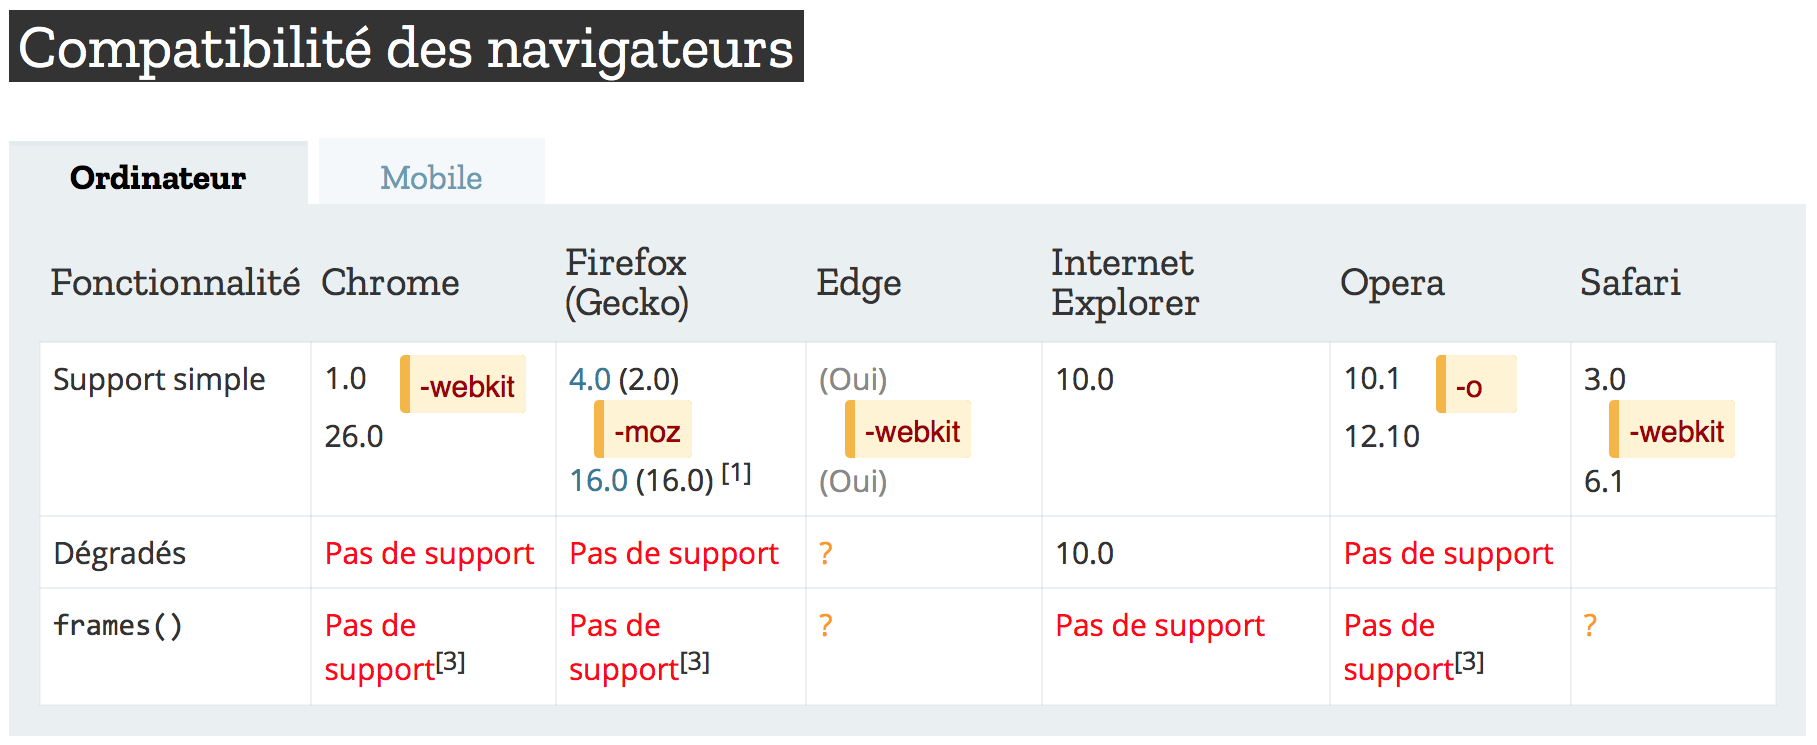 Compatibilité des navigateurs
Ordinateur
Mobile
Fonctionnalité
Chrome
Firefox
(Gecko)
Edge
Internet
Explorer
Opera
Safari
Support simple
1.0 -webkit
26.0
4.0 (2.0)
-moz
16.0 (16.0) [1]
(Oui)
-webkit
(Oui)
10.0
10.1 -o
12.10
3.0
-webkit
6.1
Dégradés
Pas de support
Pas de support
?
10.0
Pas de support
frames()
Pas de
support[3]
Pas de
support[3]
?
Pas de support
Pas de
support[3]
?